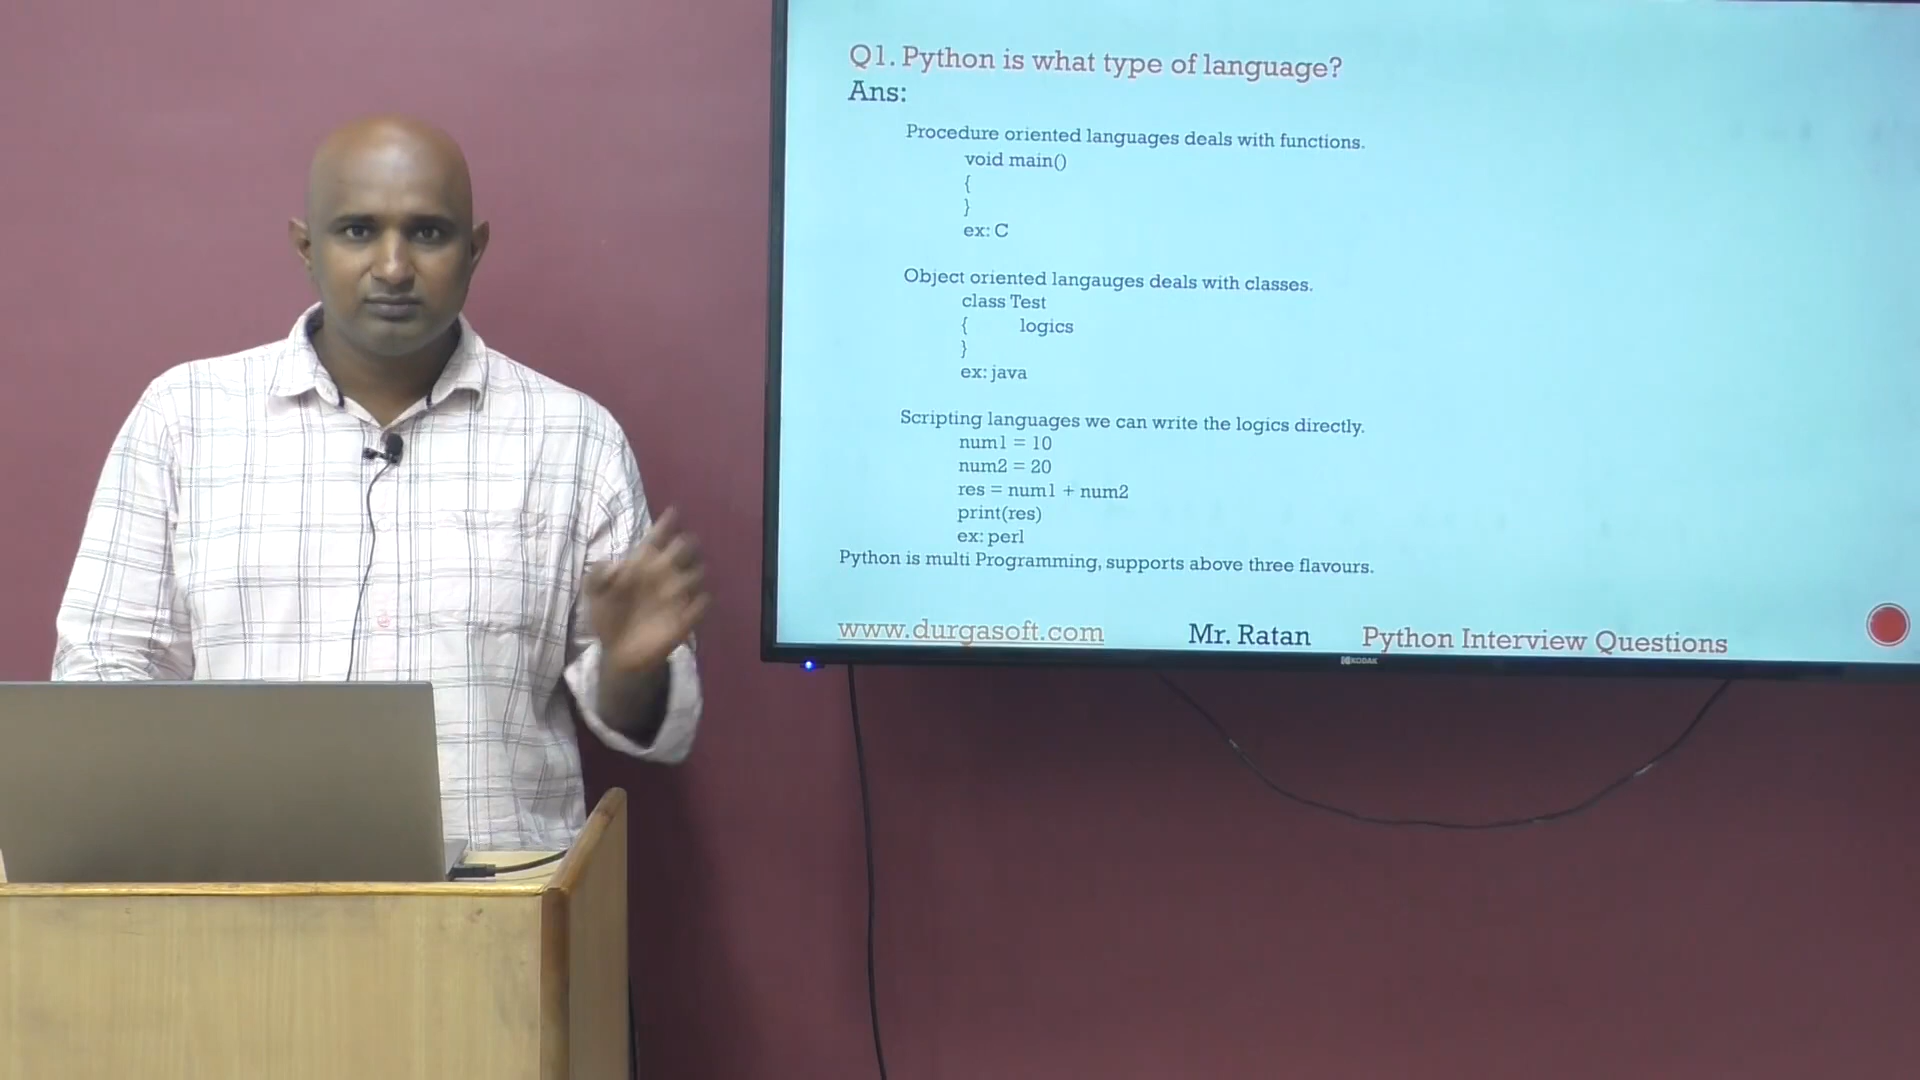 Q1. Python is what type of language?
Ans:
Procedure oriented languages deals with functions.
void main()
{
}
ex: C
Object oriented langauges deals with classes.
class Test
{ logics
}
ex: java
Scripting languages we can write the logics directly.
num1 = 10
num2 = 20
res = num1 + num2
print(res)
ex: perl
Python is multi Programming, supports above three flavours.
www.durgasoft.com Mr. Ratan Python Interview Questions
KODAK